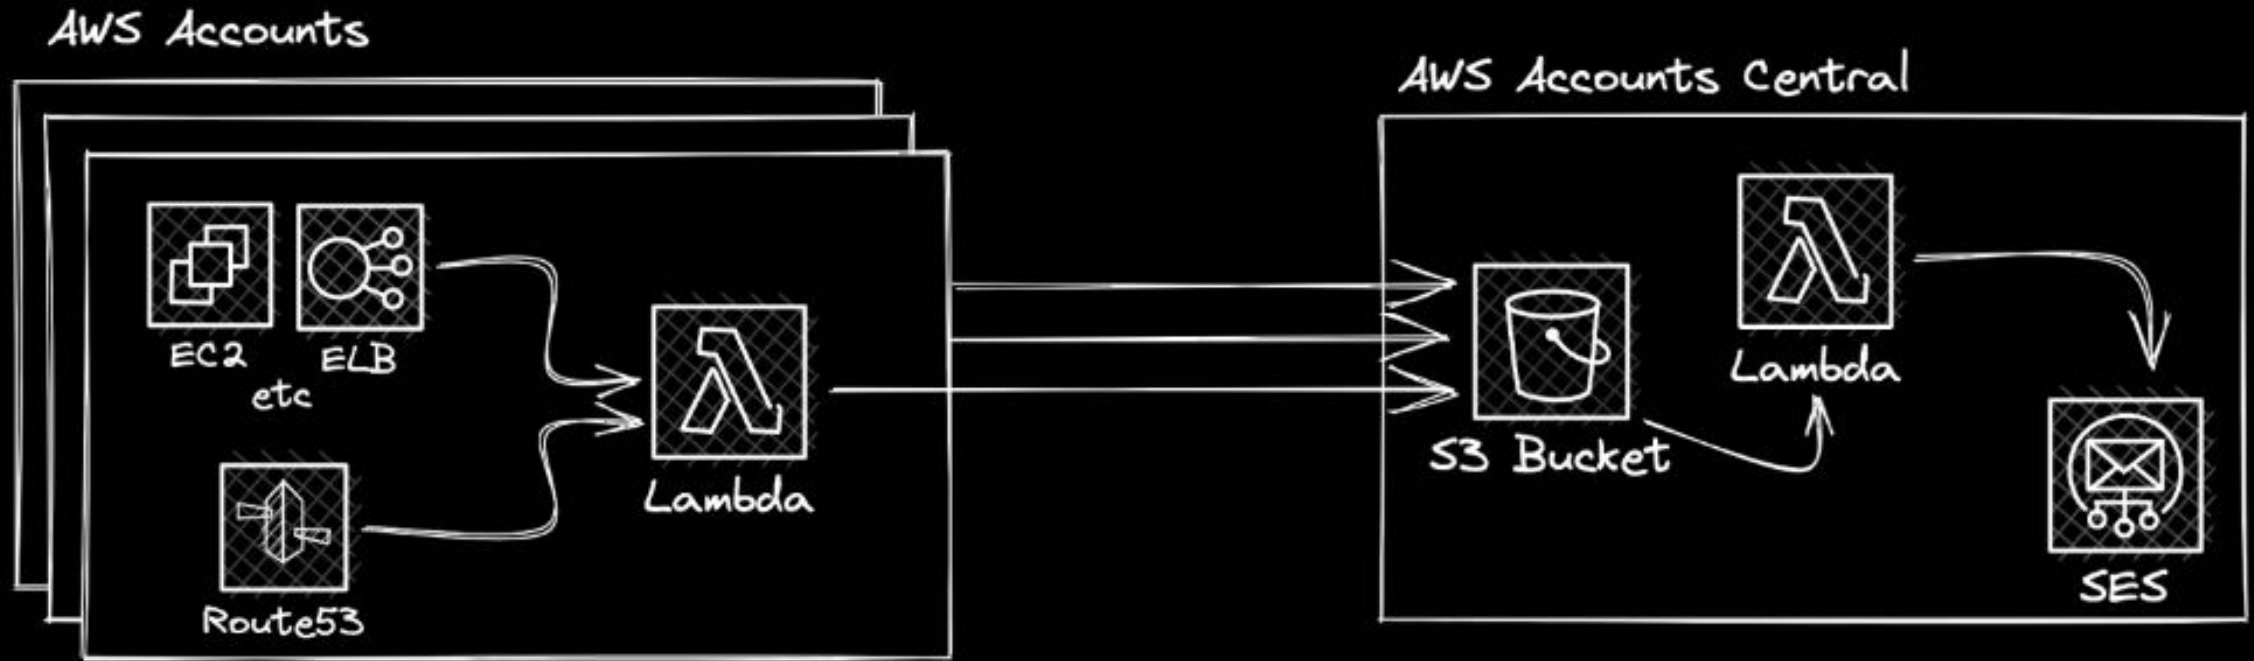 AWS Accounts
EC2
ELB
etc
Route53
Lambda
AWS Accounts Central
S3 Bucket
Lambda
SES